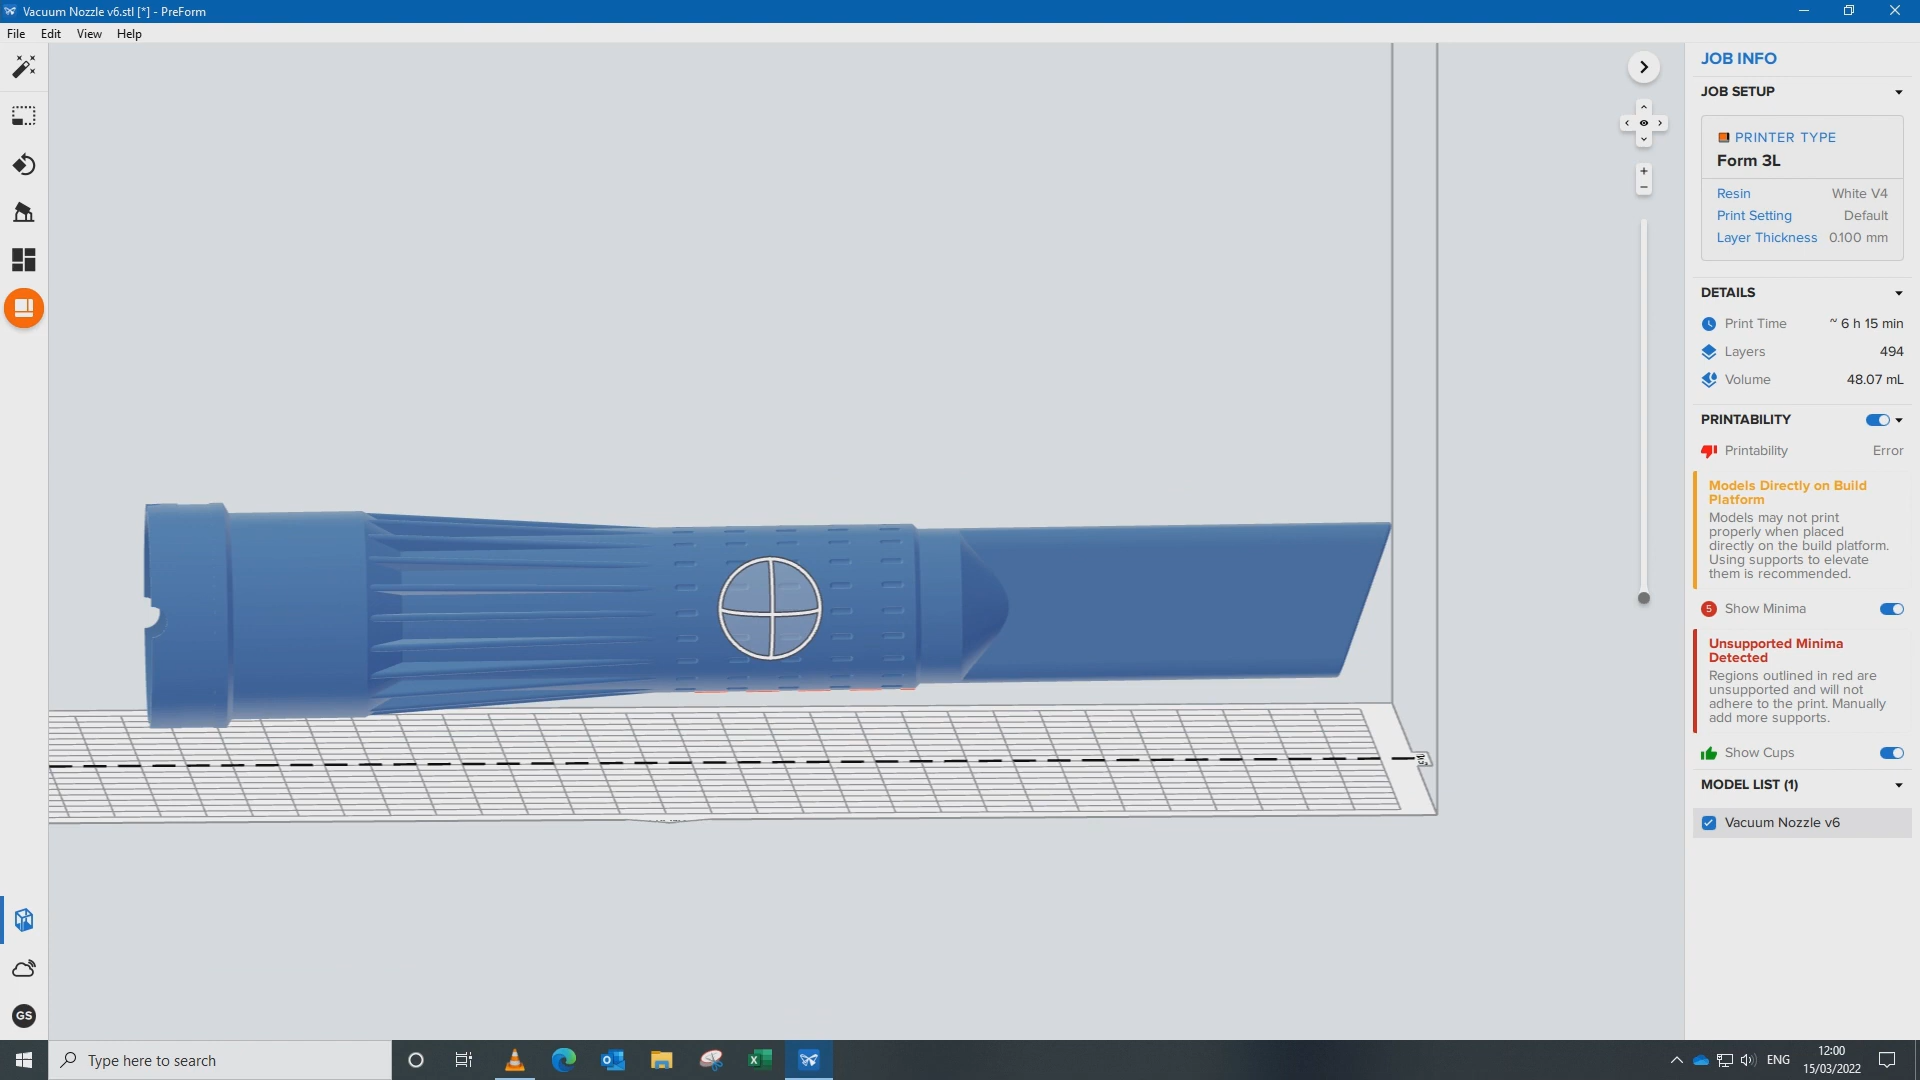 Vacuum Nozzle v6.stl [*] - PreForm
File Edit View Help
JOB INFO
JOB SETUP
PRINTER TYPE
Form 3L
Resin White V4
Print Setting Default
Layer Thickness 0.100 mm
DETAILS
Print Time ~ 6 h 15 min
Layers 494
Volume 48.07 mL
PRINTABILITY
Printability Error
Models Directly on Build
Platform
Models may not print
properly when placed
directly on the build platform.
Using supports to elevate
them is recommended.
5 Show Minima
Unsupported Minima
Detected
Regions outlined in red are
unsupported and will not
adhere to the print. Manually
add more supports.
Show Cups
MODEL LIST (1)
Vacuum Nozzle v6
GS
Type here to search
ENG
12:00
15/03/2022